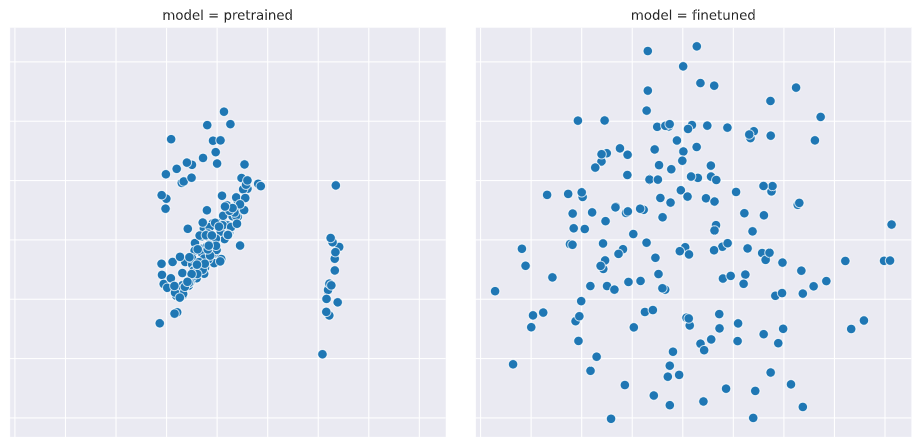 model = pretrained
model = finetuned